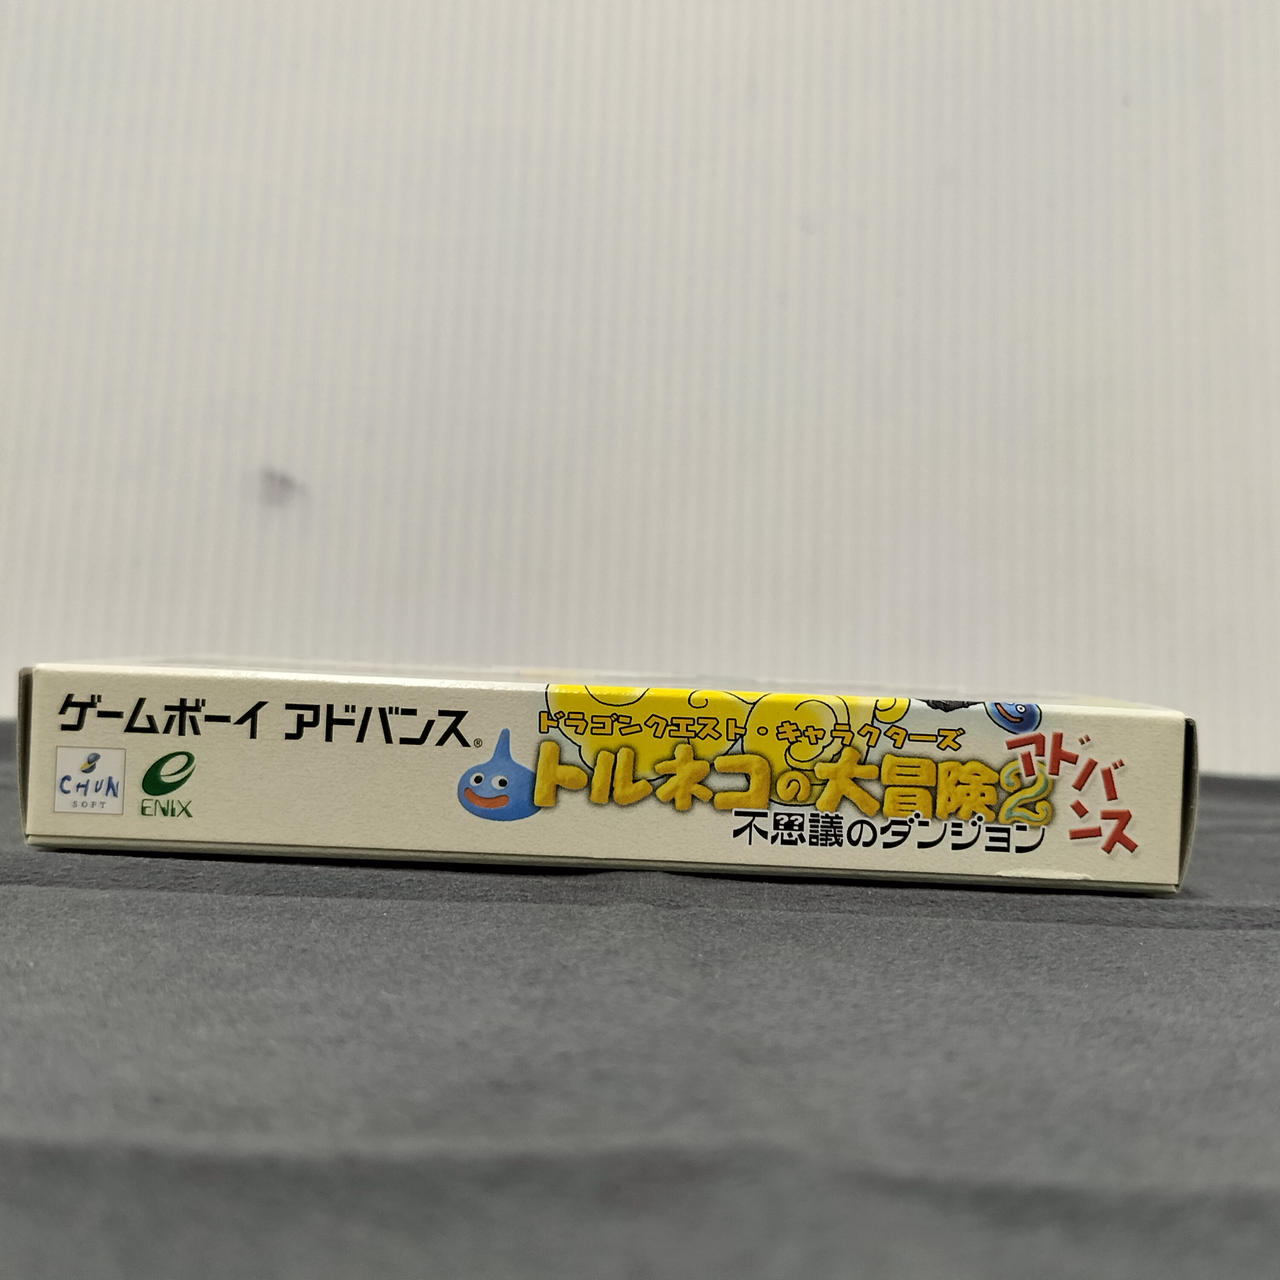 ゲームボーイ アドバンス®
CHUN
SOFT
ENIX
ドラゴンクエスト・キャラクターズ
トルネコの大冒険2
アドバンス
不思議のダンジョン